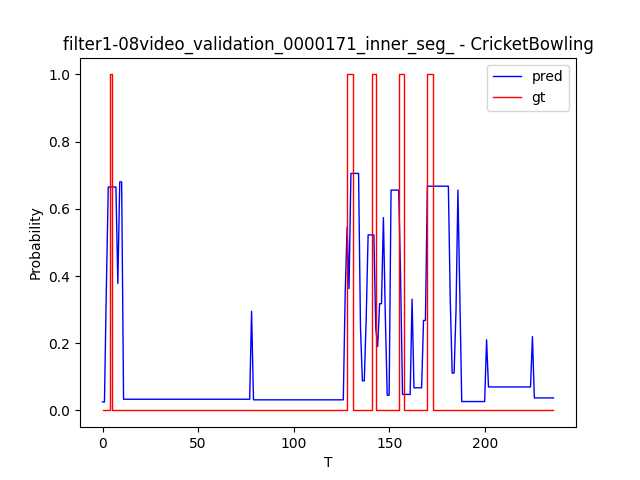 filter1-08video_validation_0000171_inner_seg_ - CricketBowling
pred
gt
1.0
0.8
0.6
0.4
0.2
0.0
Probability
0
50
100
150
200
T